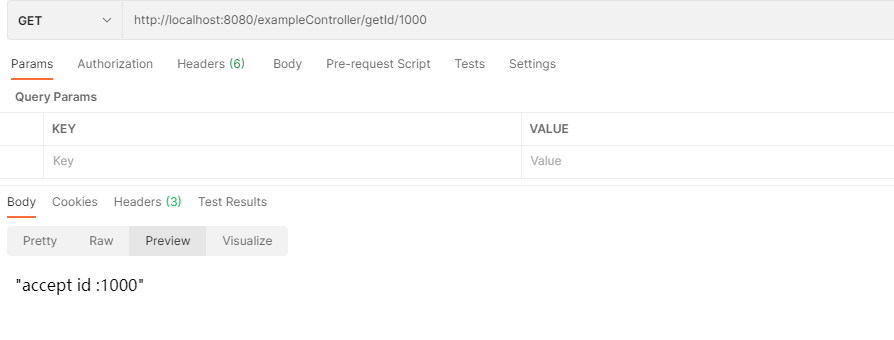 GET http://localhost:8080/exampleController/getId/1000
Params Authorization Headers (6) Body Pre-request Script Tests Settings
Query Params
KEY VALUE
Key Value
Body Cookies Headers (3) Test Results
Pretty Raw Preview Visualize
"accept id :1000"